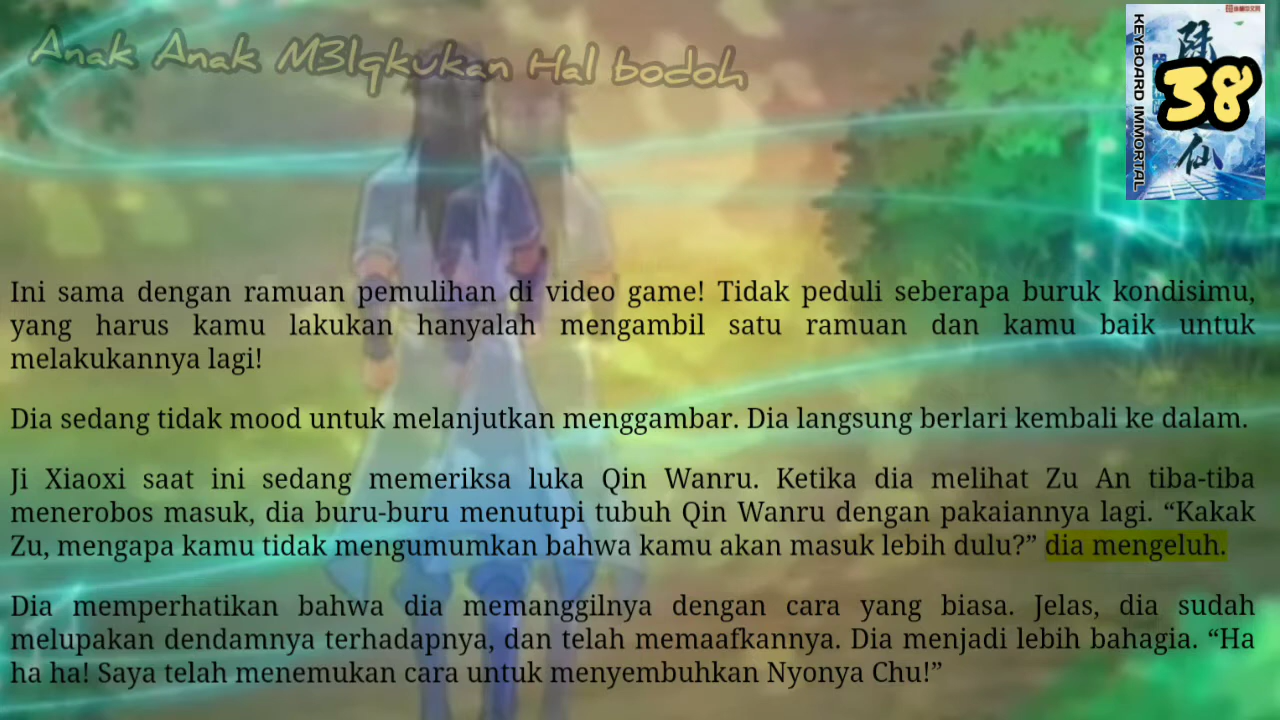 Anak Anak M3lqkukan Hal bodoh
KEYBOARD IMMORTAL
38
Ini sama dengan ramuan pemulihan di video game! Tidak peduli seberapa buruk kondisimu,
yang harus kamu lakukan hanyalah mengambil satu ramuan dan kamu baik untuk
melakukannya lagi!
Dia sedang tidak mood untuk melanjutkan menggambar. Dia langsung berlari kembali ke dalam.
Ji Xiaoxi saat ini sedang memeriksa luka Qin Wanru. Ketika dia melihat Zu An tiba-tiba
menerobos masuk, dia buru-buru menutupi tubuh Qin Wanru dengan pakaiannya lagi. “Kakak
Zu, mengapa kamu tidak mengumumkan bahwa kamu akan masuk lebih dulu?” dia mengeluh.
Dia memperhatikan bahwa dia memanggilnya dengan cara yang biasa. Jelas, dia sudah
melupakan dendamnya terhadapnya, dan telah memaafkannya. Dia menjadi lebih bahagia. “Ha
ha ha! Saya telah menemukan cara untuk menyembuhkan Nyonya Chu!”